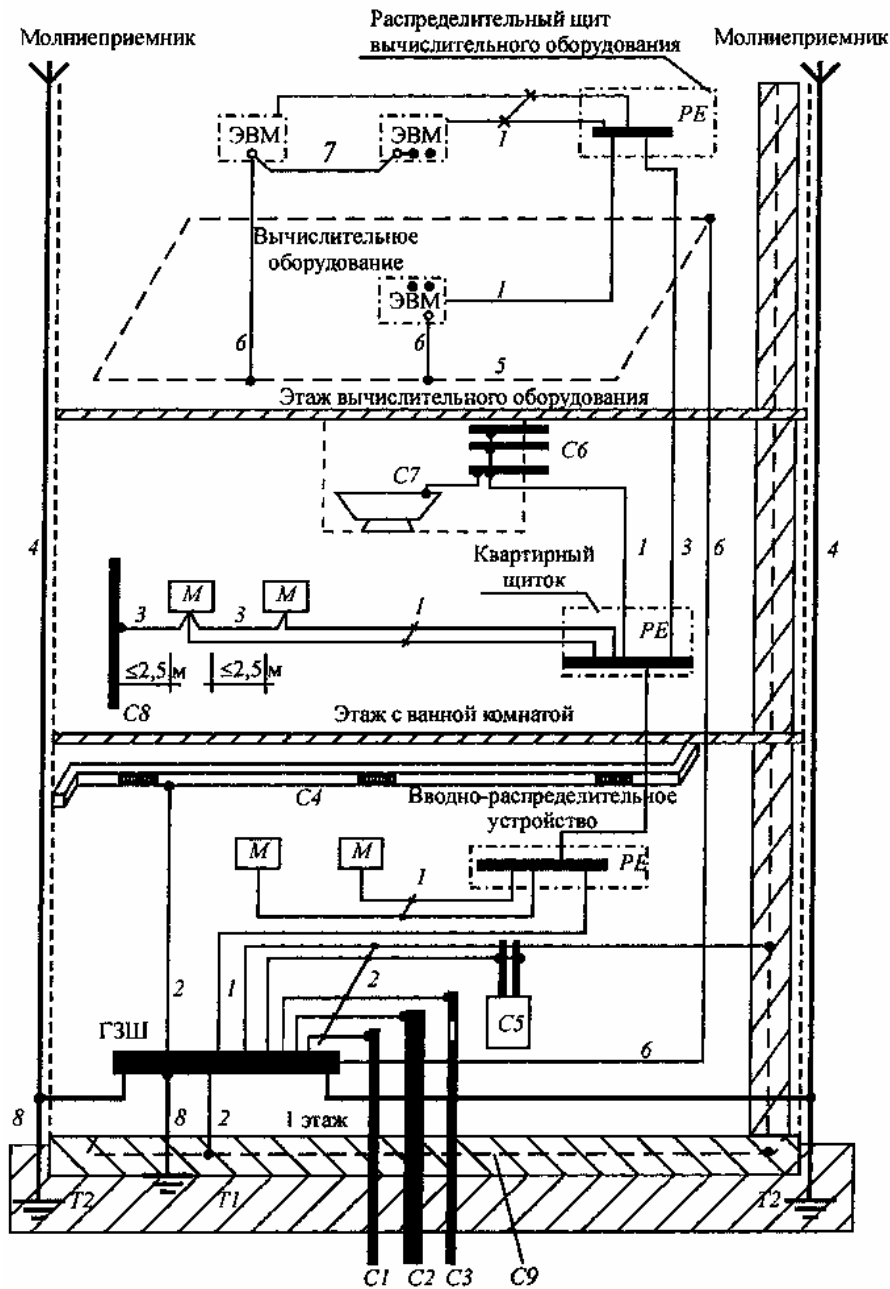 Распределительный щит
вычислительного оборудования
Молниеприемник
Молниеприемник
PE
ЭВМ
ЭВМ
7
1
Вычислительное
оборудование
ЭВМ
1
6
6
5
Этаж вычислительного оборудования
C6
C7
4
1
3
6
4
Квартирный
щиток
M
M
3
3
1
PE
≤2,5 м
≤2,5 м
C8
Этаж с ванной комнатой
C4
Вводно-распределительное
устройство
M
M
1
PE
2
1
2
C5
ГЗШ
6
8
8
2
1 этаж
T2
T1
T2
C1
C2
C3
C9